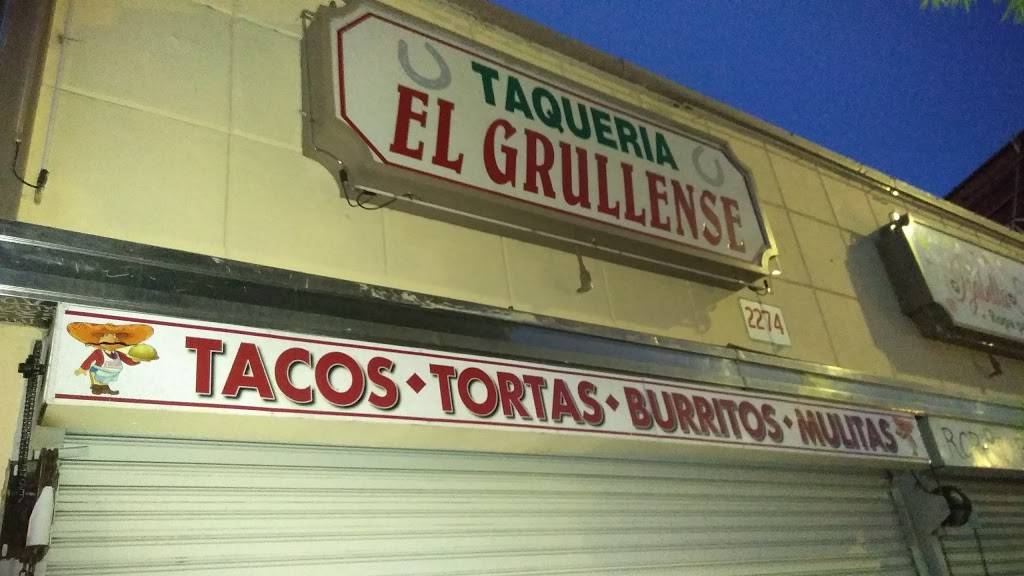 TAQUERIA
EL GRULLENSE
2274
TACOS • TORTAS • BURRITOS • MULITAS